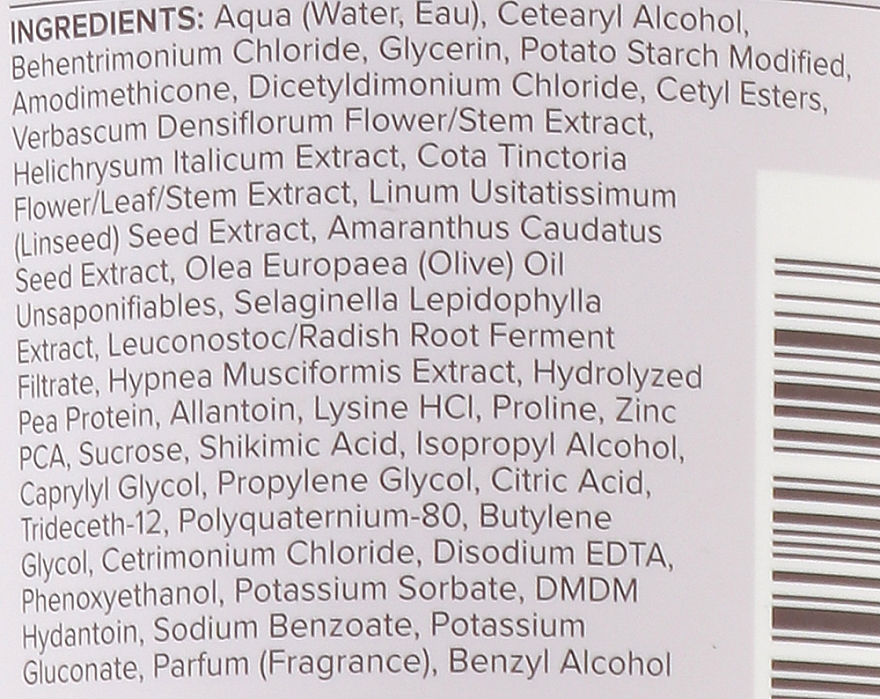 INGREDIENTS: Aqua (Water, Eau), Cetearyl Alcohol,
Behentrimonium Chloride, Glycerin, Potato Starch Modified,
Amodimethicone, Dicetyldimonium Chloride, Cetyl Esters,
Verbascum Densiflorum Flower/Stem Extract,
Helichrysum Italicum Extract, Cota Tinctoria
Flower/Leaf/Stem Extract, Linum Usitatissimum
(Linseed) Seed Extract, Amaranthus Caudatus
Seed Extract, Olea Europaea (Olive) Oil
Unsaponifiables, Selaginella Lepidophylla
Extract, Leuconostoc/Radish Root Ferment
Filtrate, Hypnea Musciformis Extract, Hydrolyzed
Pea Protein, Allantoin, Lysine HCl, Proline, Zinc
PCA, Sucrose, Shikimic Acid, Isopropyl Alcohol,
Caprylyl Glycol, Propylene Glycol, Citric Acid,
Trideceth-12, Polyquaternium-80, Butylene
Glycol, Cetrimonium Chloride, Disodium EDTA,
Phenoxyethanol, Potassium Sorbate, DMDM
Hydantoin, Sodium Benzoate, Potassium
Gluconate, Parfum (Fragrance), Benzyl Alcohol